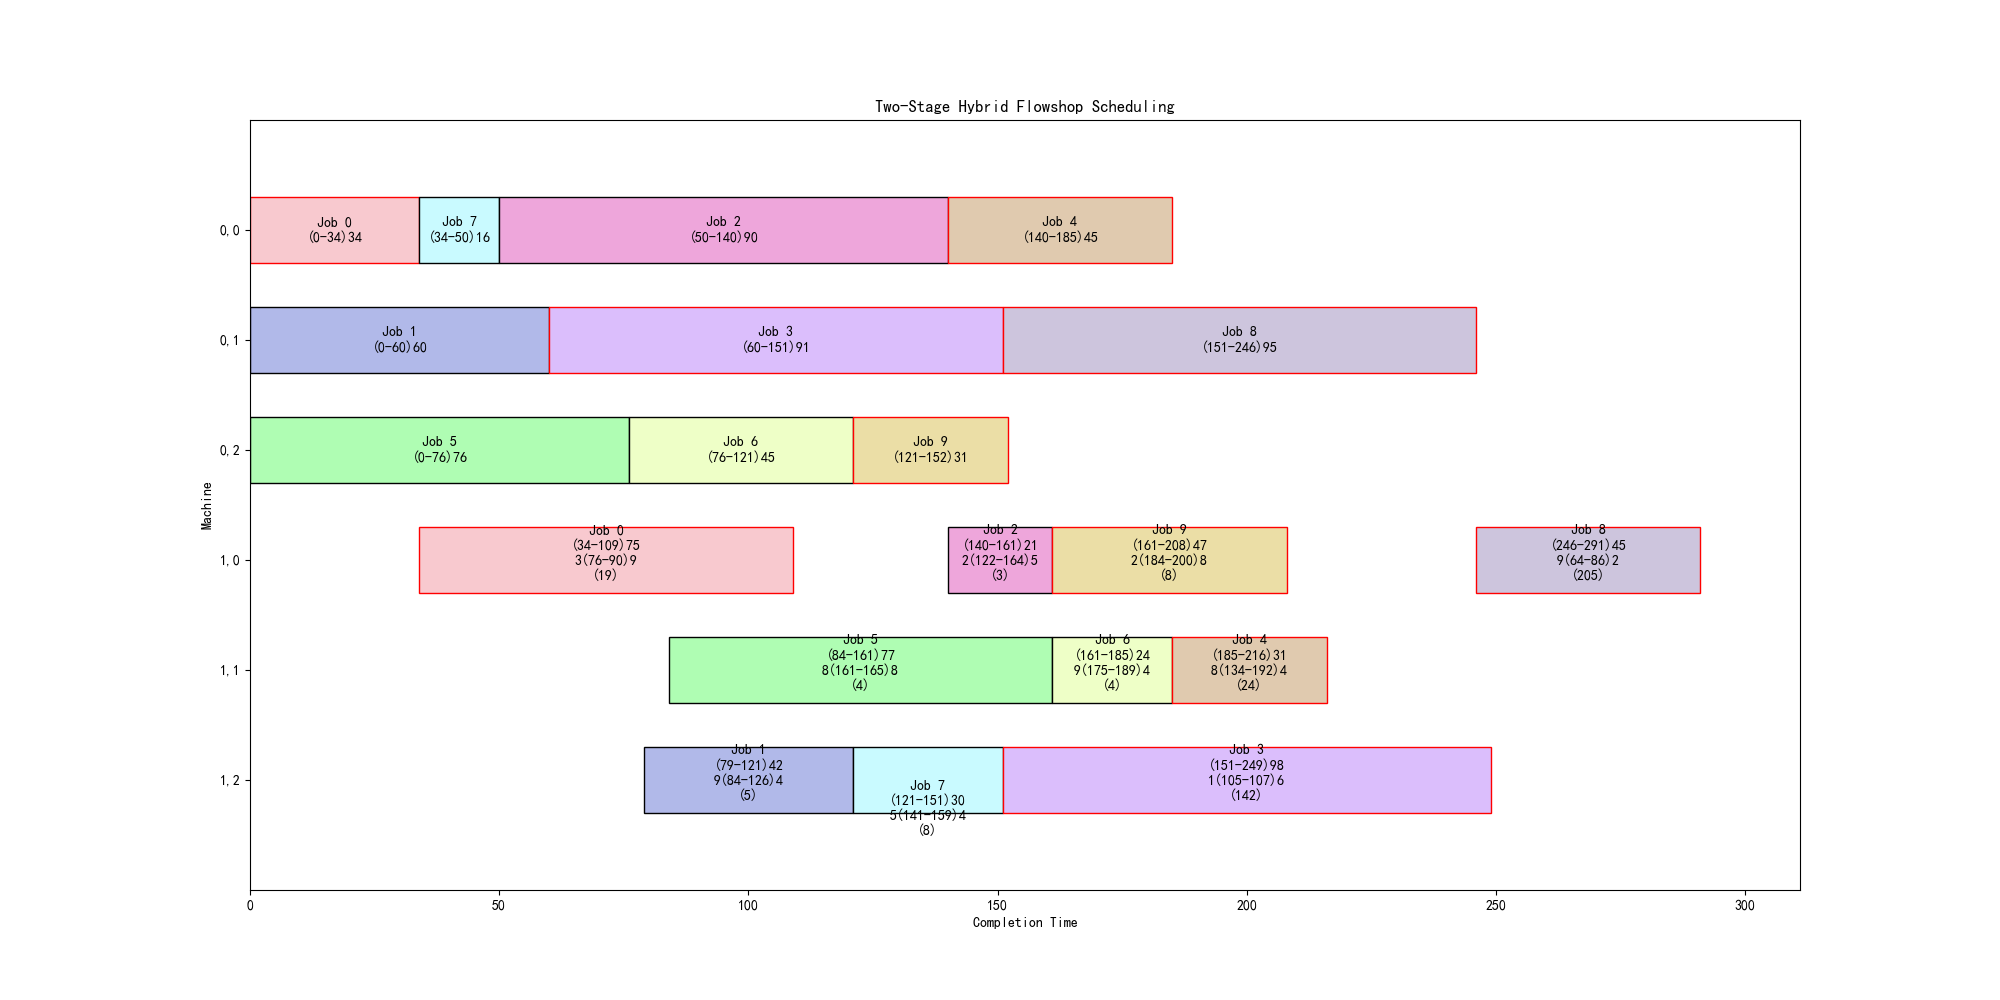 Two-Stage Hybrid Flowshop Scheduling
0,0
Job 0
(0-34)34
Job 7
(34-50)16
Job 2
(50-140)90
Job 4
(140-185)45
0,1
Job 1
(0-60)60
Job 3
(60-151)91
Job 8
(151-246)95
0,2
Job 5
(0-76)76
Job 6
(76-121)45
Job 9
(121-152)31
Machine
1,0
Job 0
(34-109)75
3(76-90)9
(19)
Job 2
(140-161)21
2(122-164)5
(3)
Job 9
(161-208)47
2(184-200)8
(8)
Job 8
(246-291)45
9(64-86)2
(205)
1,1
Job 5
(84-161)77
8(161-165)8
(4)
Job 6
(161-185)24
9(175-189)4
(4)
Job 4
(185-216)31
8(134-192)4
(24)
1,2
Job 1
(79-121)42
9(84-126)4
(5)
Job 7
(121-151)30
5(141-159)4
(8)
Job 3
(151-249)98
1(105-107)6
(142)
0
50
100
150
200
250
300
Completion Time